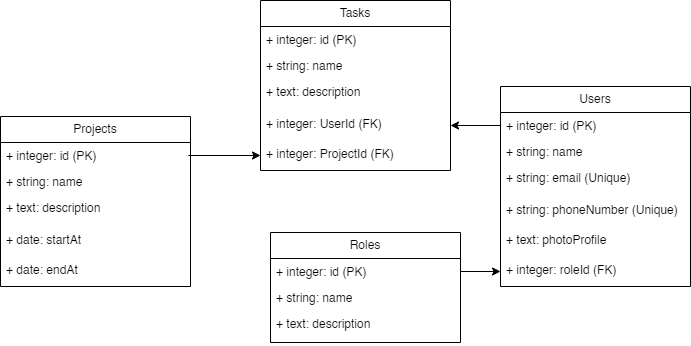 Tasks
+ integer: id (PK)
+ string: name
+ text: description
+ integer: UserId (FK)
+ integer: ProjectId (FK)
Users
+ integer: id (PK)
+ string: name
+ string: email (Unique)
+ string: phoneNumber (Unique)
+ text: photoProfile
+ integer: roleId (FK)
Projects
+ integer: id (PK)
+ string: name
+ text: description
+ date: startAt
+ date: endAt
Roles
+ integer: id (PK)
+ string: name
+ text: description